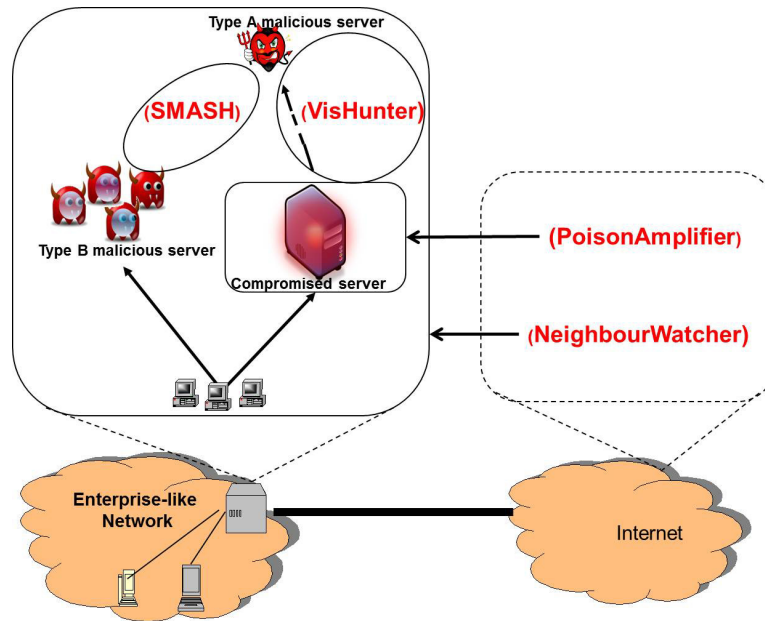 Type A malicious server
(SMASH)
(VisHunter)
(PoisonAmplifier)
Type B malicious server
Compromised server
(NeighbourWatcher)
Enterprise-like
Network
Internet